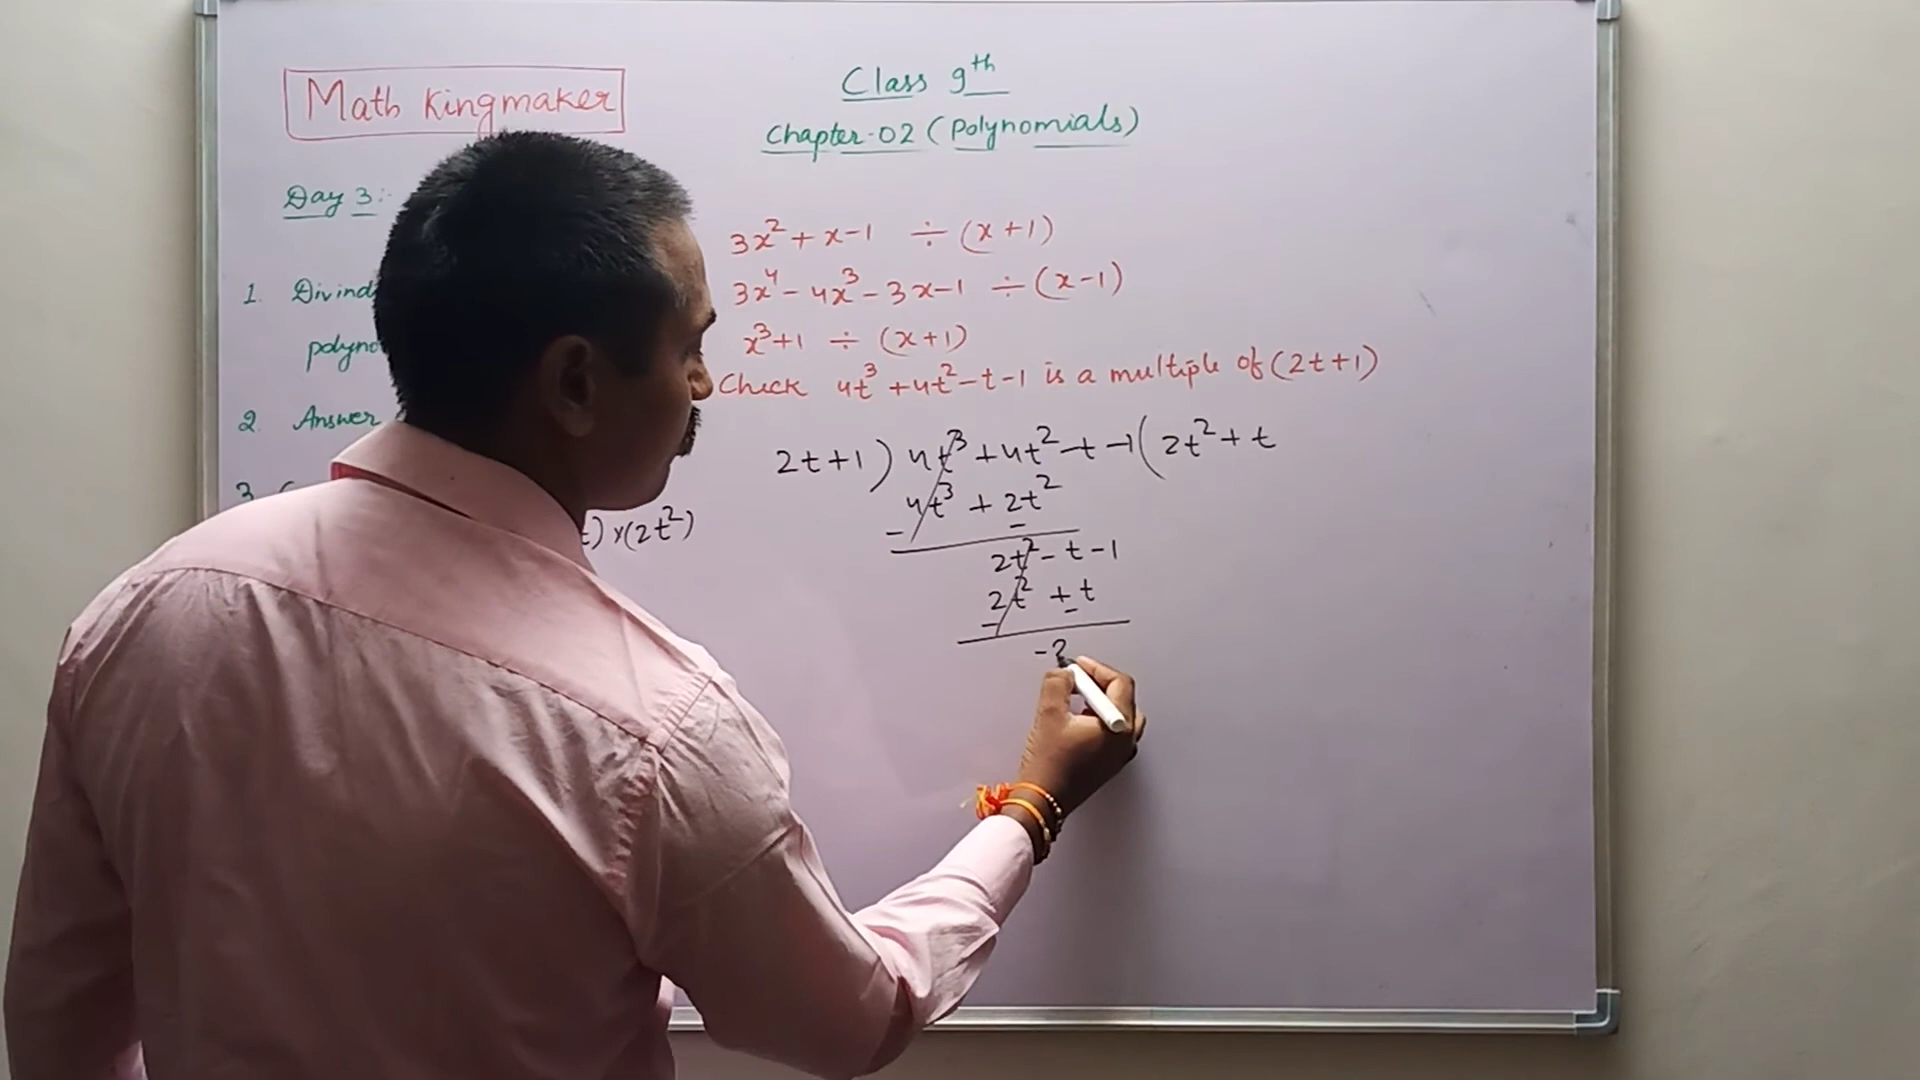 Math Kingmaker
Class 9th
Chapter-02 (Polynomials)
Day 3:-
3x² + x - 1 ÷ (x + 1)
1. Divind
3x⁴ - 4x³ - 3x - 1 ÷ (x - 1)
x³ + 1 ÷ (x + 1)
polyno
Check 4t³ + 4t² - t - 1 is a multiple of (2t + 1)
2. Answer
2t + 1 ) 4t³ + 4t² - t - 1 ( 2t² + t
3
4t³ + 2t²
) × (2t²)
- -
2t² - t - 1
2t² + t
- -
-2